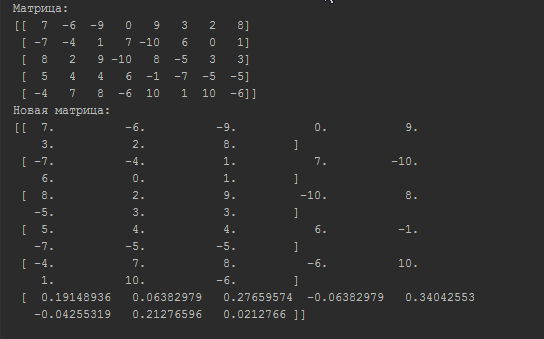 Матрица:
[[ 7 -6 -9 0 9 3 2 8]
[ -7 -4 1 7 -10 6 0 1]
[ 8 2 9 -10 8 -5 3 3]
[ 5 4 4 6 -1 -7 -5 -5]
[ -4 7 8 -6 10 1 10 -6]]
Новая матрица:
[[ 7. -6. -9. 0. 9.
3. 2. 8. ]
[ -7. -4. 1. 7. -10.
6. 0. 1. ]
[ 8. 2. 9. -10. 8.
-5. 3. 3. ]
[ 5. 4. 4. 6. -1.
-7. -5. -5. ]
[ -4. 7. 8. -6. 10.
1. 10. -6. ]
[ 0.19148936 0.06382979 0.27659574 -0.06382979 0.34042553
-0.04255319 0.21276596 0.0212766 ]]